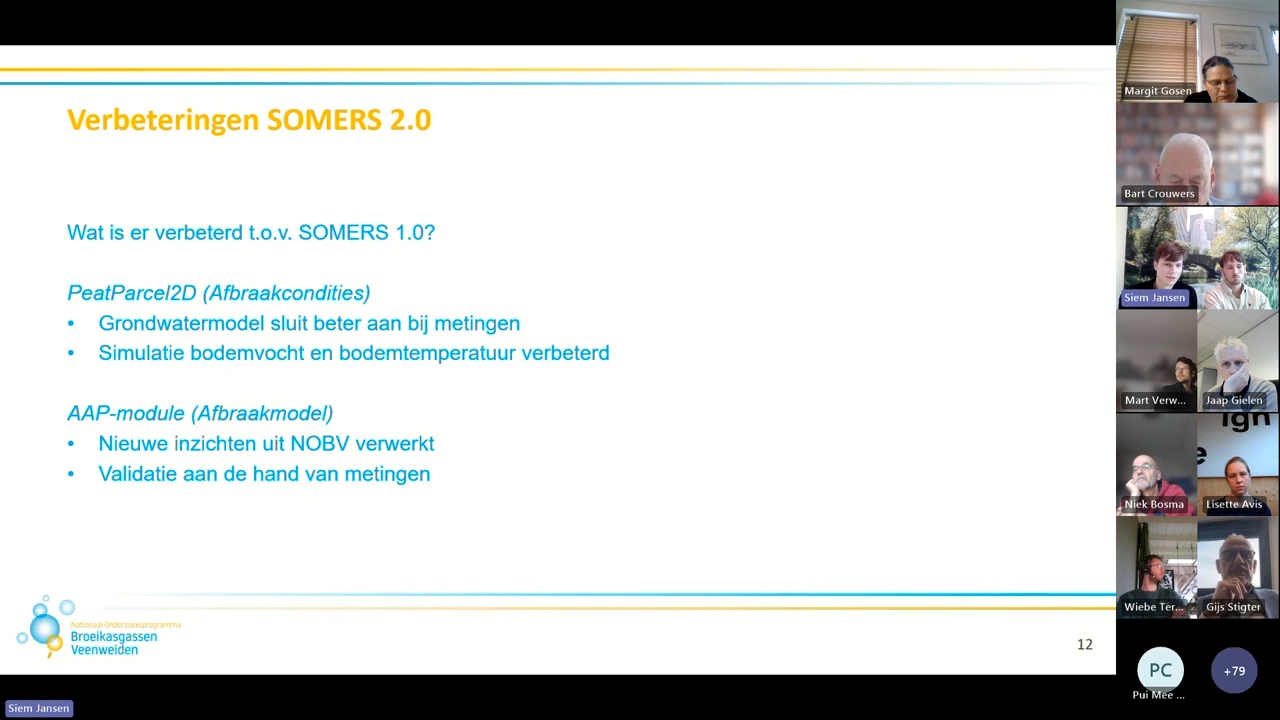 Verbeteringen SOMERS 2.0
Wat is er verbeterd t.o.v. SOMERS 1.0?
PeatParcel2D (Afbraakcondities)
• Grondwatermodel sluit beter aan bij metingen
• Simulatie bodemvocht en bodemtemperatuur verbeterd
AAP-module (Afbraakmodel)
• Nieuwe inzichten uit NOBV verwerkt
• Validatie aan de hand van metingen
Nationaal Onderzoeksprogramma
Broeikasgassen
Veenweiden
12
Siem Jansen
Margit Gosen
Bart Crouwers
Siem Jansen
Mart Verw...
Jaap Gielen
ign
e
Niek Bosma
Lisette Avis
Wiebe Ter...
Gijs Stigter
PC
Pui Mee ...
+79